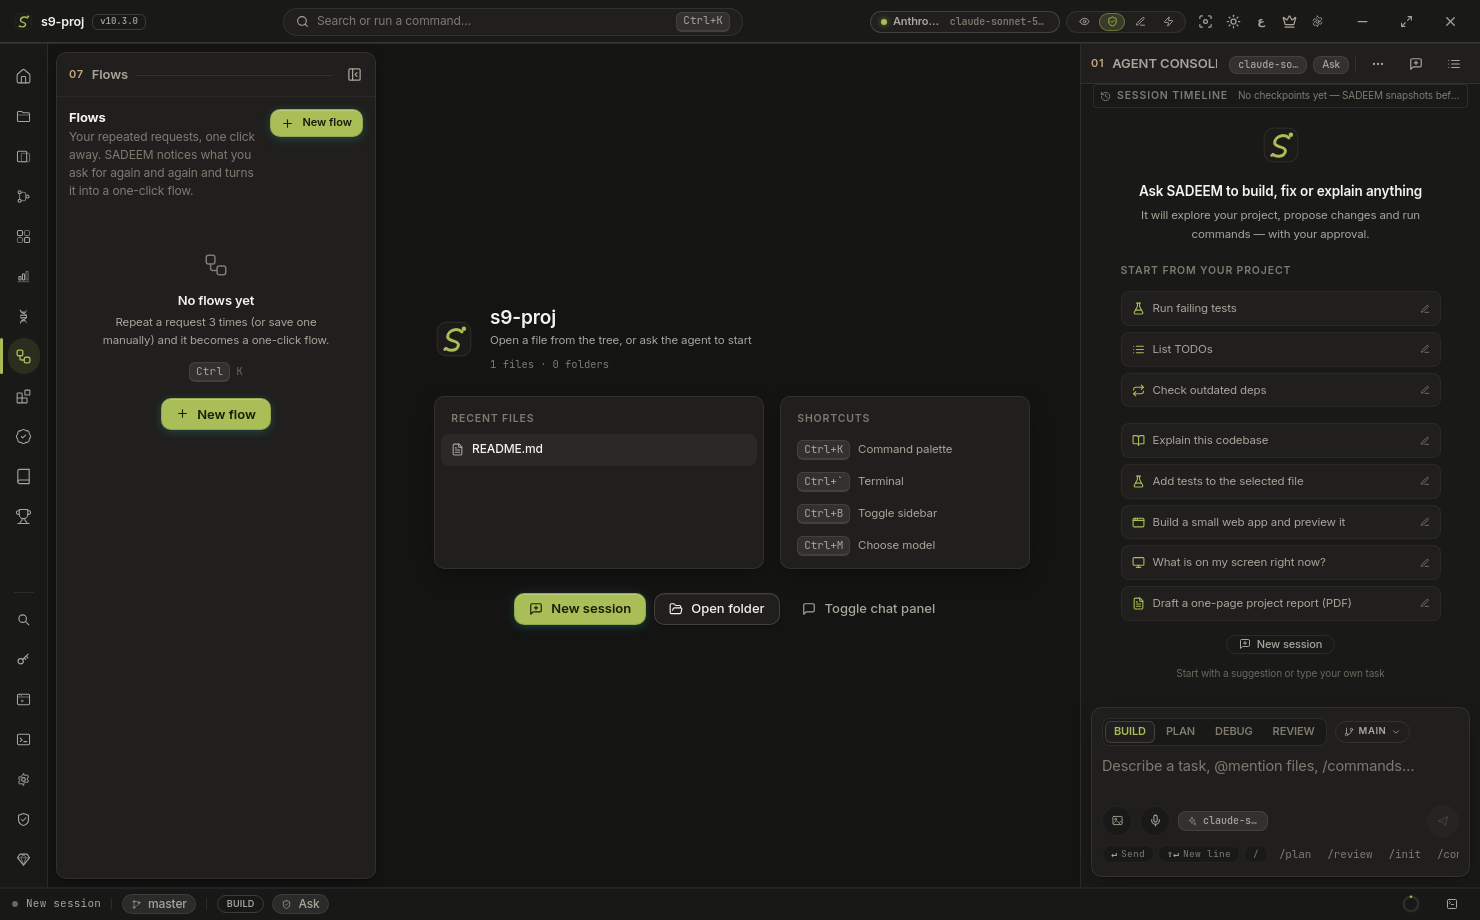 s9-proj v10.3.0
Search or run a command... Ctrl+K
Anthro... claude-sonnet-5...
ع
07 Flows
Flows
New flow
Your repeated requests, one click
away. SADEEM notices what you
ask for again and again and turns
it into a one-click flow.
No flows yet
Repeat a request 3 times (or save one
manually) and it becomes a one-click flow.
Ctrl K
New flow
s9-proj
Open a file from the tree, or ask the agent to start
1 files · 0 folders
RECENT FILES
README.md
SHORTCUTS
Ctrl+K Command palette
Ctrl+` Terminal
Ctrl+B Toggle sidebar
Ctrl+M Choose model
New session
Open folder
Toggle chat panel
01 AGENT CONSOL claude-so... Ask
SESSION TIMELINE No checkpoints yet — SADEEM snapshots bef...
Ask SADEEM to build, fix or explain anything
It will explore your project, propose changes and run
commands — with your approval.
START FROM YOUR PROJECT
Run failing tests
List TODOs
Check outdated deps
Explain this codebase
Add tests to the selected file
Build a small web app and preview it
What is on my screen right now?
Draft a one-page project report (PDF)
New session
Start with a suggestion or type your own task
BUILD PLAN DEBUG REVIEW MAIN
Describe a task, @mention files, /commands...
claude-s...
↵ Send ⇧↵ New line / /plan /review /init /co
New session master BUILD Ask